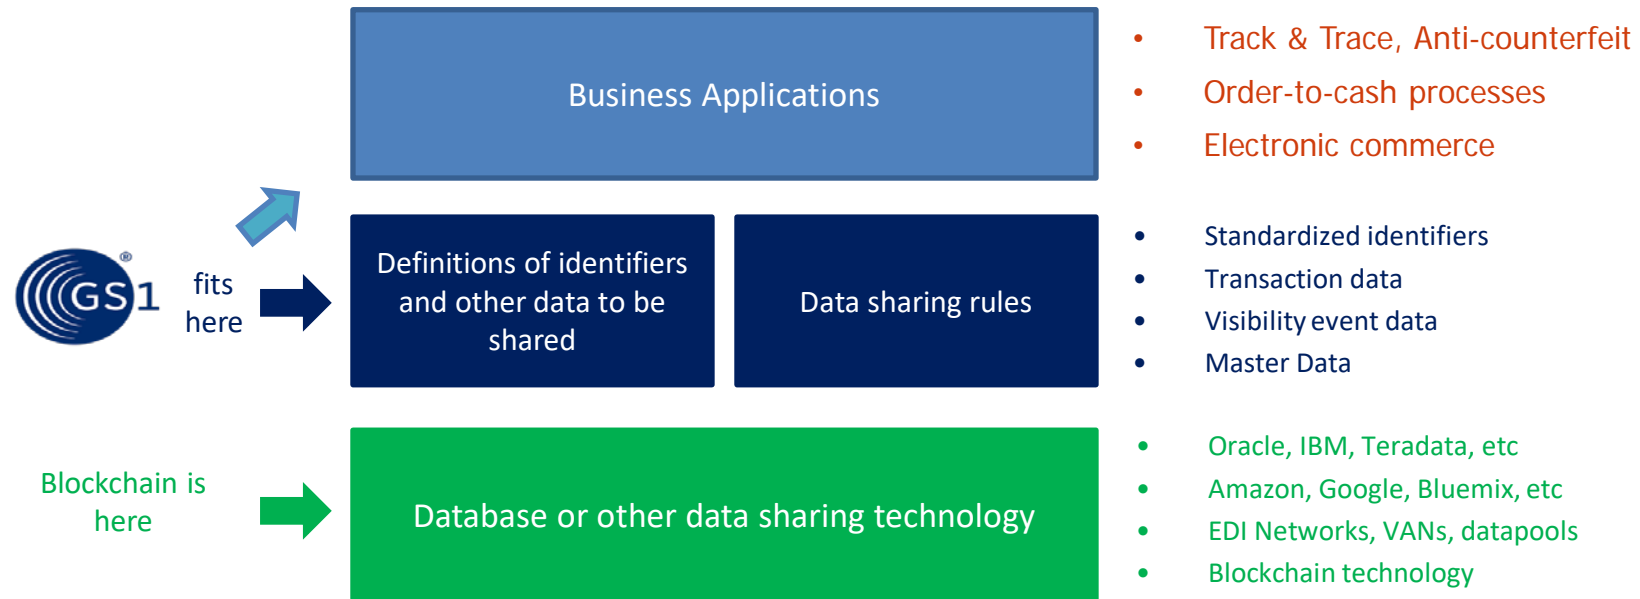 Business Applications
• Track & Trace, Anti-counterfeit
• Order-to-cash processes
• Electronic commerce
GS1®
fits
here
Definitions of identifiers
and other data to be
shared
Data sharing rules
• Standardized identifiers
• Transaction data
• Visibility event data
• Master Data
Blockchain is
here
Database or other data sharing technology
• Oracle, IBM, Teradata, etc
• Amazon, Google, Bluemix, etc
• EDI Networks, VANs, datapools
• Blockchain technology